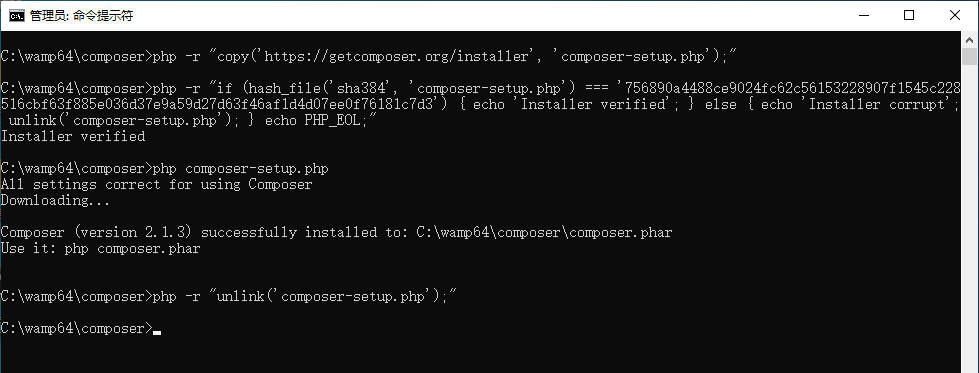 管理员: 命令提示符
C:\wamp64\composer>php -r "copy('https://getcomposer.org/installer', 'composer-setup.php');"
C:\wamp64\composer>php -r "if (hash_file('sha384', 'composer-setup.php') === '756890a4488ce9024fc62c56153228907f1545c228
516cbf63f885e036d37e9a59d27d63f46af1d4d07ee0f76181c7d3') { echo 'Installer verified'; } else { echo 'Installer corrupt';
unlink('composer-setup.php'); } echo PHP_EOL;"
Installer verified
C:\wamp64\composer>php composer-setup.php
All settings correct for using Composer
Downloading...
Composer (version 2.1.3) successfully installed to: C:\wamp64\composer\composer.phar
Use it: php composer.phar
C:\wamp64\composer>php -r "unlink('composer-setup.php');"
C:\wamp64\composer>